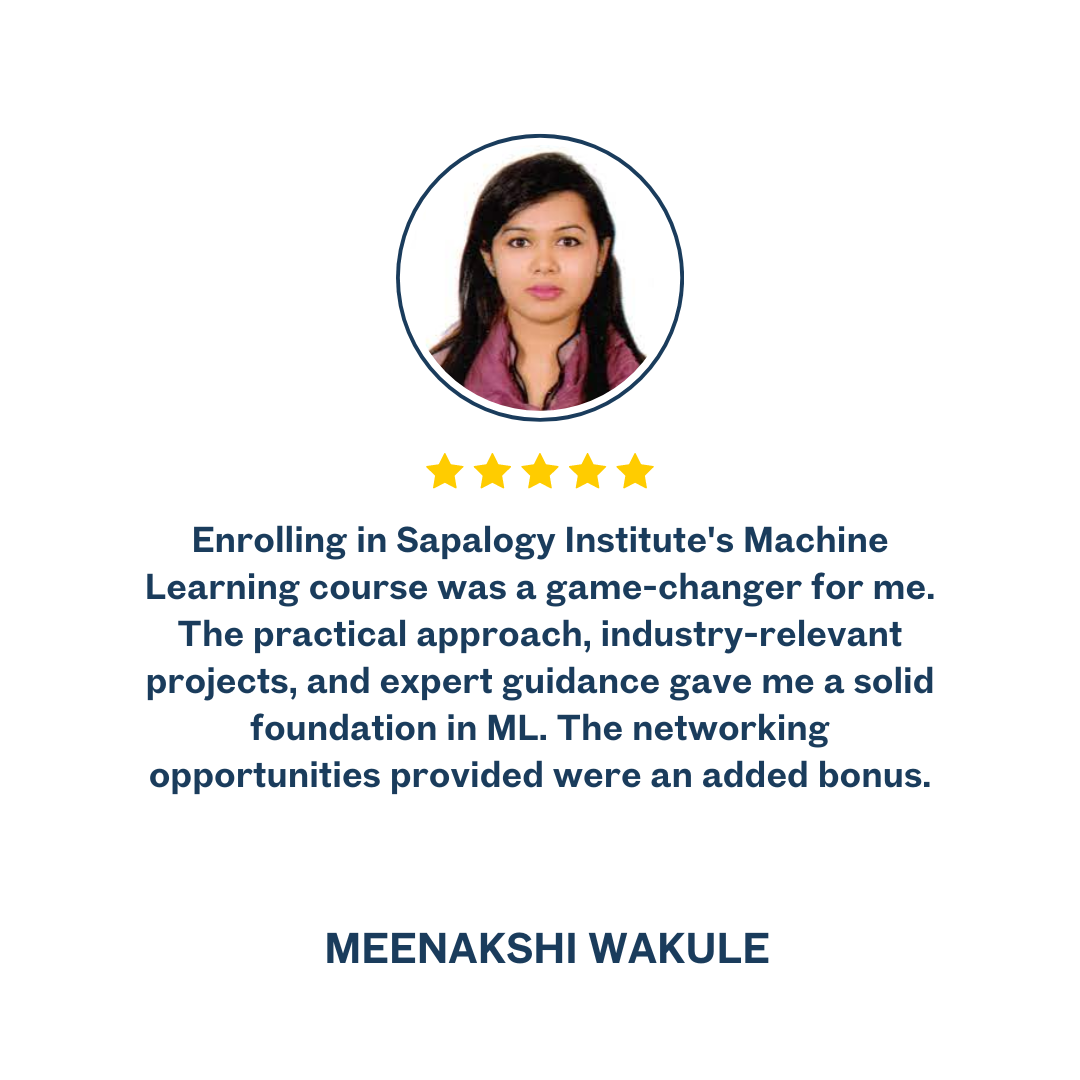 Enrolling in Sapalogy Institute's Machine
Learning course was a game-changer for me.
The practical approach, industry-relevant
projects, and expert guidance gave me a solid
foundation in ML. The networking
opportunities provided were an added bonus.
MEENAKSHI WAKULE